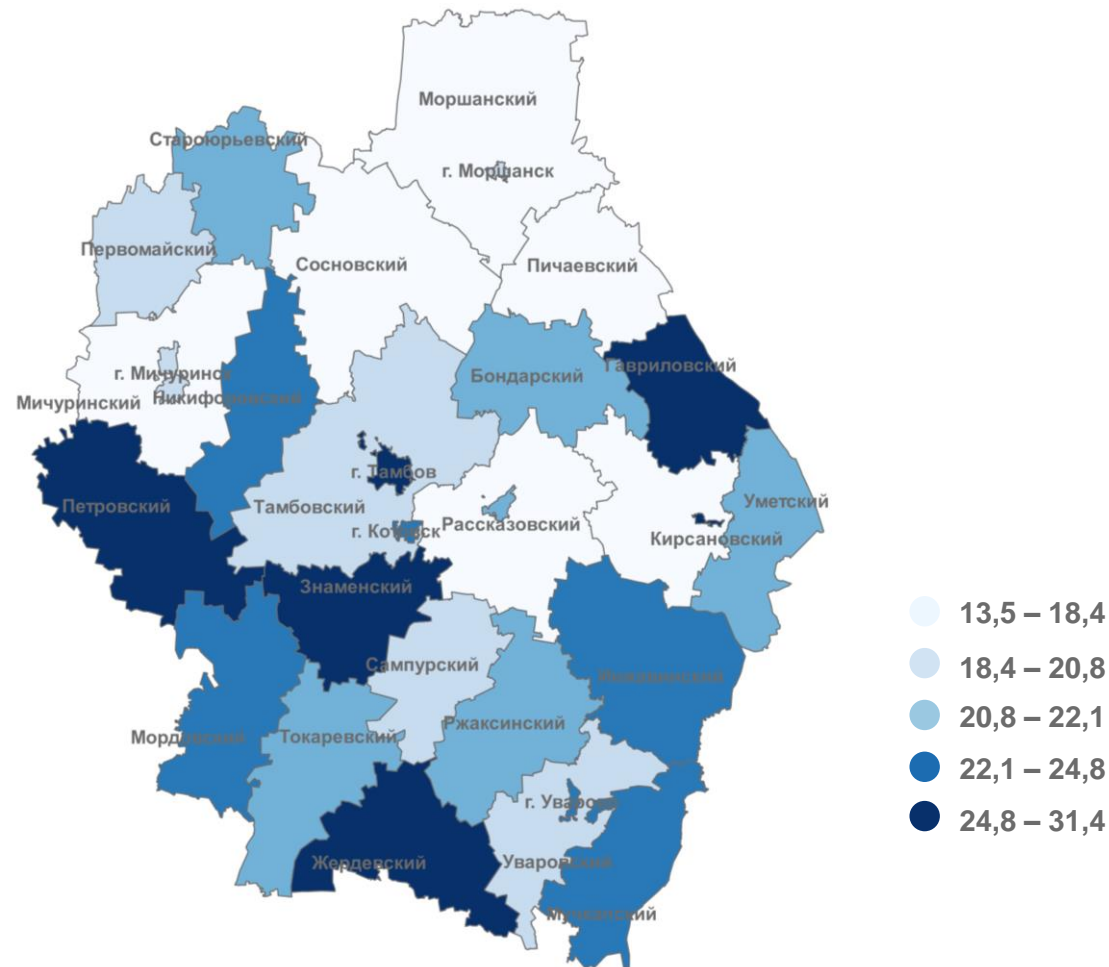 Моршанский
Староюрьевский
г. Моршанск
Первомайский
Сосновский
Пичаевский
Гавриловский
г. Мичуринск
Бондарский
Никифоровский
Мичуринский
г. Тамбов
Уметский
Петровский
Тамбовский
Рассказовский
г. Котовск
Кирсановский
Знаменский
13,5 – 18,4
Сампурский
18,4 – 20,8
Инжавинский
20,8 – 22,1
Ржаксинский
Мордовский
Токаревский
22,1 – 24,8
г. Уварово
24,8 – 31,4
Жердевский
Уваровский
Мучкапский